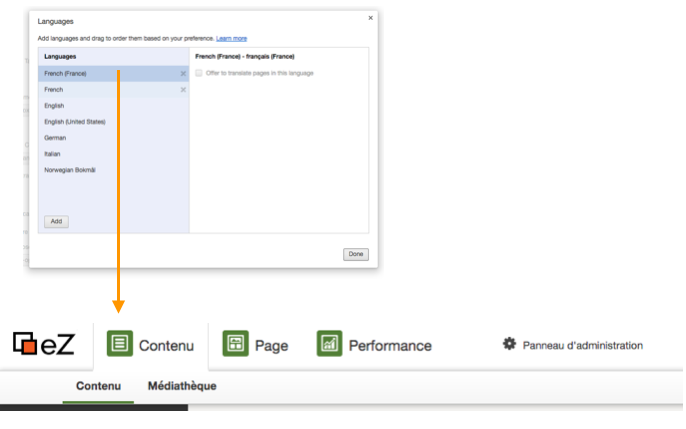 Languages
×
Add languages and drag to order them based on your preference. Learn more
Languages
French (France) - français (France)
French (France) ×
Offer to translate pages in this language
French ×
English
English (United States)
German
Italian
Norwegian Bokmål
Add
Done
eZ
Contenu
Page
Performance
Panneau d'administration
Contenu
Médiathèque